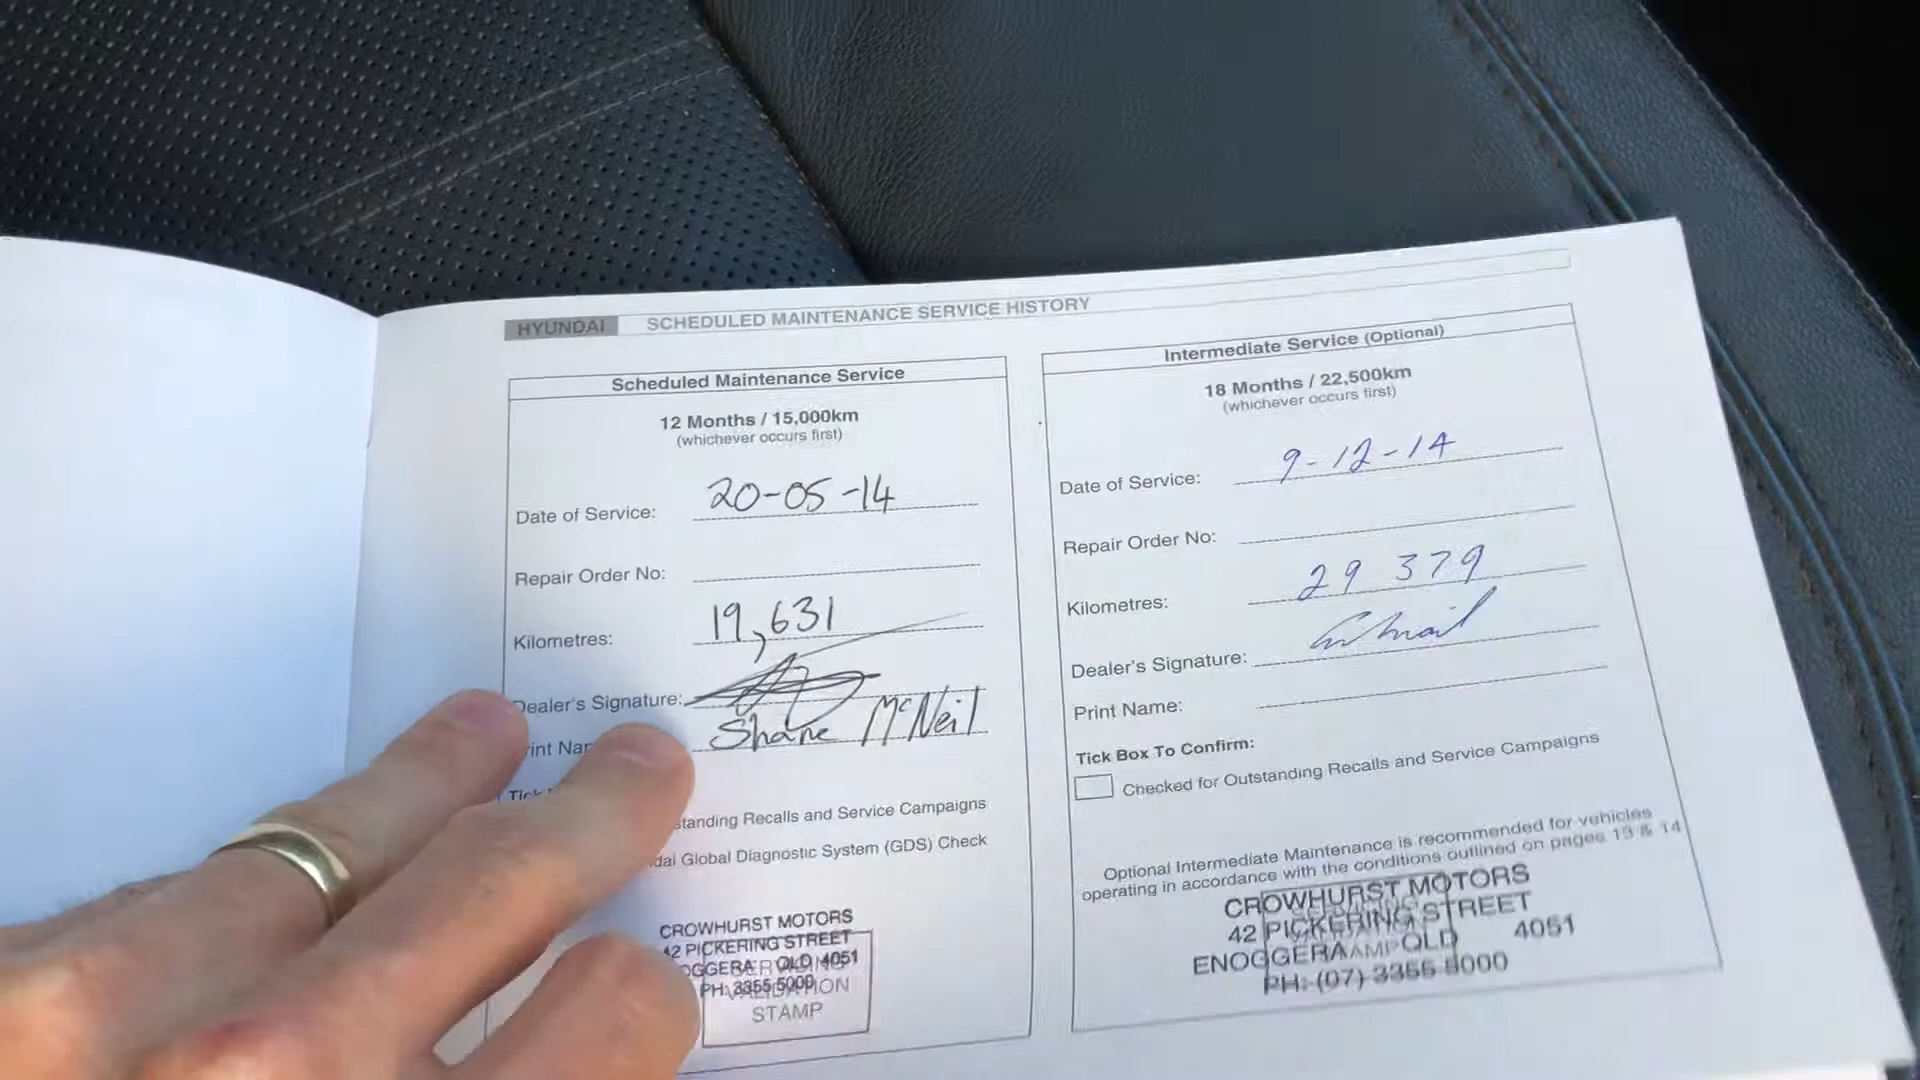 HYUNDAI SCHEDULED MAINTENANCE SERVICE HISTORY
Scheduled Maintenance Service
12 Months / 15,000km
(whichever occurs first)
Date of Service: 20-05-14
Repair Order No:
Kilometres: 19,631
Dealer's Signature:
Shane McNeil
standing Recalls and Service Campaigns
dai Global Diagnostic System (GDS) Check
CROWHURST MOTORS
42 PICKERING STREET
OGGERA QLD 4051
PH: 3355 5000
VALIDATION
STAMP
Intermediate Service (Optional)
18 Months / 22,500km
(whichever occurs first)
Date of Service: 9-12-14
Repair Order No:
Kilometres: 29 379
Dealer's Signature:
Print Name:
Tick Box To Confirm:
Checked for Outstanding Recalls and Service Campaigns
Optional Intermediate Maintenance is recommended for vehicles
operating in accordance with the conditions outlined on pages 13 & 14
CROWHURST MOTORS
42 PICKERING STREET
ENOGGERA QLD 4051
PH: (07) 3355 5000